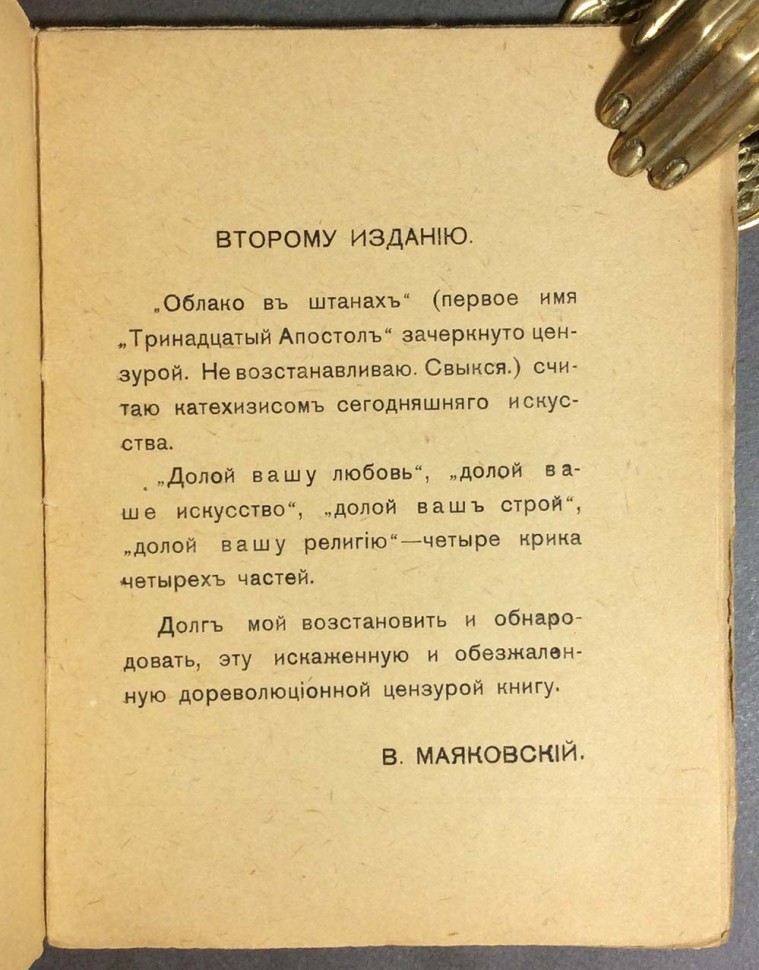 ВТОРОМУ ИЗДАНІЮ.
„Облако въ штанахъ“ (первое имя
„Тринадцатый Апостолъ“ зачеркнуто цен-
зурой. Не возстанавливаю. Свыкся.) счи-
таю катехизисомъ сегодняшняго искус-
ства.
„Долой вашу любовь“, „долой ва-
ше искусство“, „долой вашъ строй“,
„долой вашу религію“—четыре крика
четырехъ частей.
Долгъ мой возстановить и обнаро-
довать, эту искаженную и обезжален-
ную дореволюціонной цензурой книгу.
В. МАЯКОВСКІЙ.